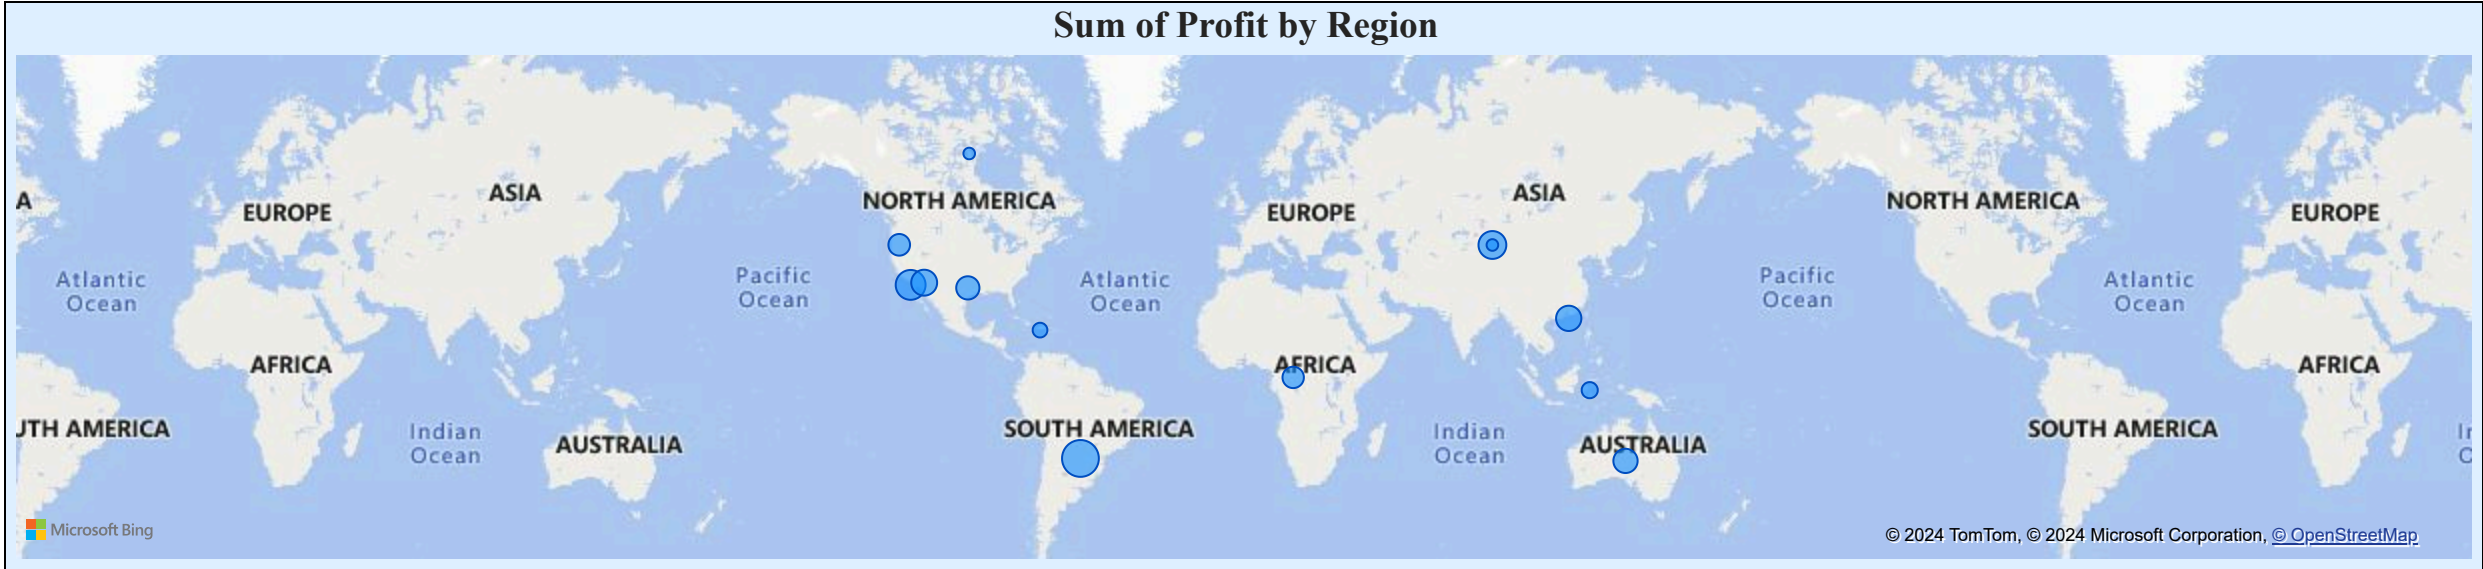 Sum of Profit by Region
ASIA
NORTH AMERICA
ASIA
NORTH AMERICA
A
EUROPE
EUROPE
EUROPE
Atlantic
Ocean
Pacific
Ocean
Atlantic
Ocean
Pacific
Ocean
Atlantic
Ocean
AFRICA
AFRICA
AFRICA
UTH AMERICA
Indian
Ocean
AUSTRALIA
SOUTH AMERICA
Indian
Ocean
AUSTRALIA
SOUTH AMERICA
Microsoft Bing
© 2024 TomTom, © 2024 Microsoft Corporation, © OpenStreetMap